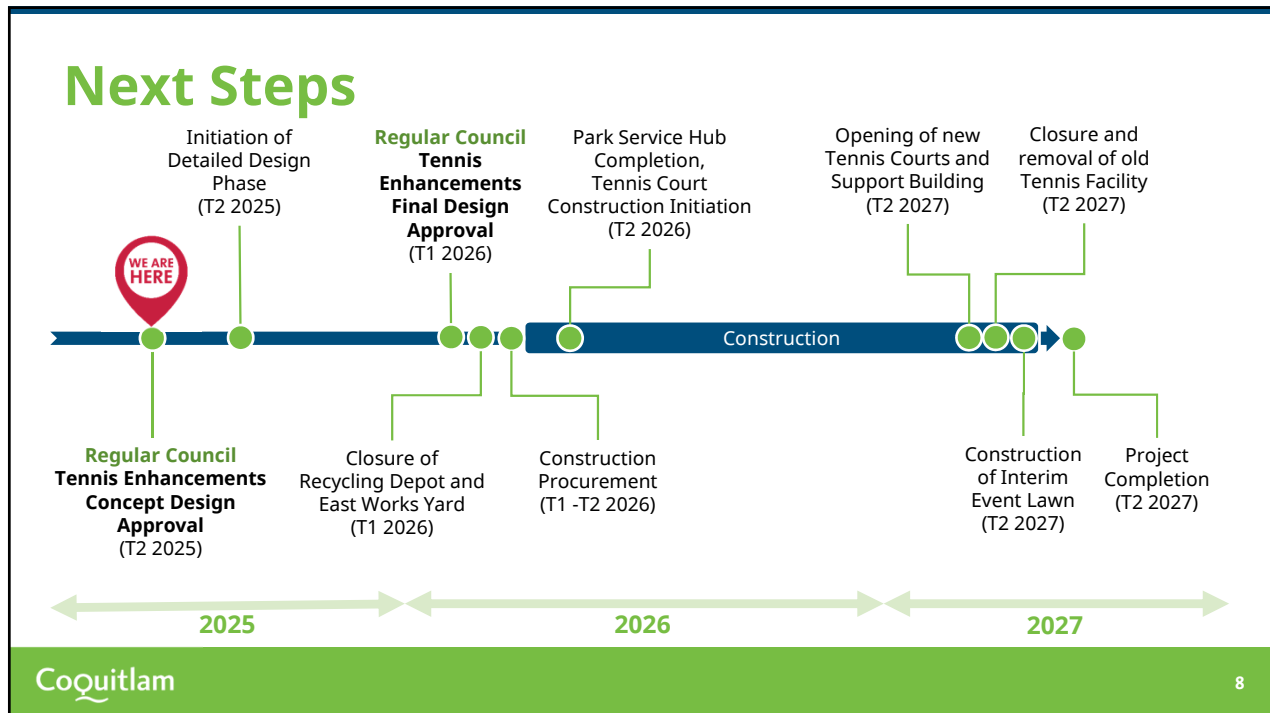 Next Steps
Initiation of
Detailed Design
Phase
(T2 2025)
Regular Council
Tennis
Enhancements
Final Design
Approval
(T1 2026)
Park Service Hub
Completion,
Tennis Court
Construction Initiation
(T2 2026)
Opening of new
Tennis Courts and
Support Building
(T2 2027)
Closure and
removal of old
Tennis Facility
(T2 2027)
WE ARE
HERE
Construction
Regular Council
Tennis Enhancements
Concept Design
Approval
(T2 2025)
Closure of
Recycling Depot and
East Works Yard
(T1 2026)
Construction
Procurement
(T1 -T2 2026)
Construction
of Interim
Event Lawn
(T2 2027)
Project
Completion
(T2 2027)
2025
2026
2027
Coquitlam
8